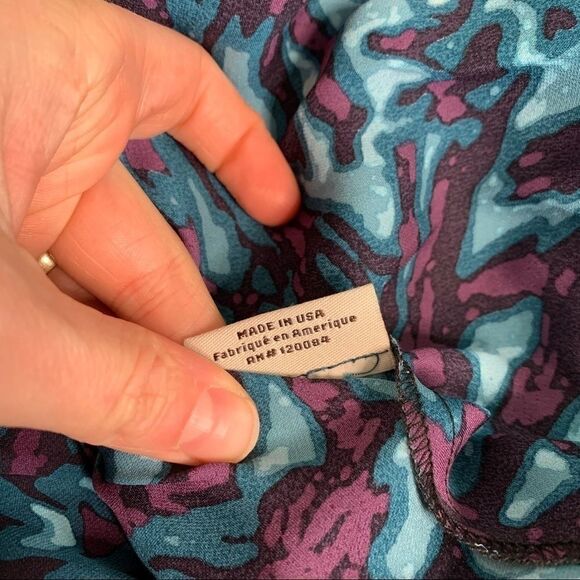 MADE IN USA
Fabriqué en Amerique
RN# 120084